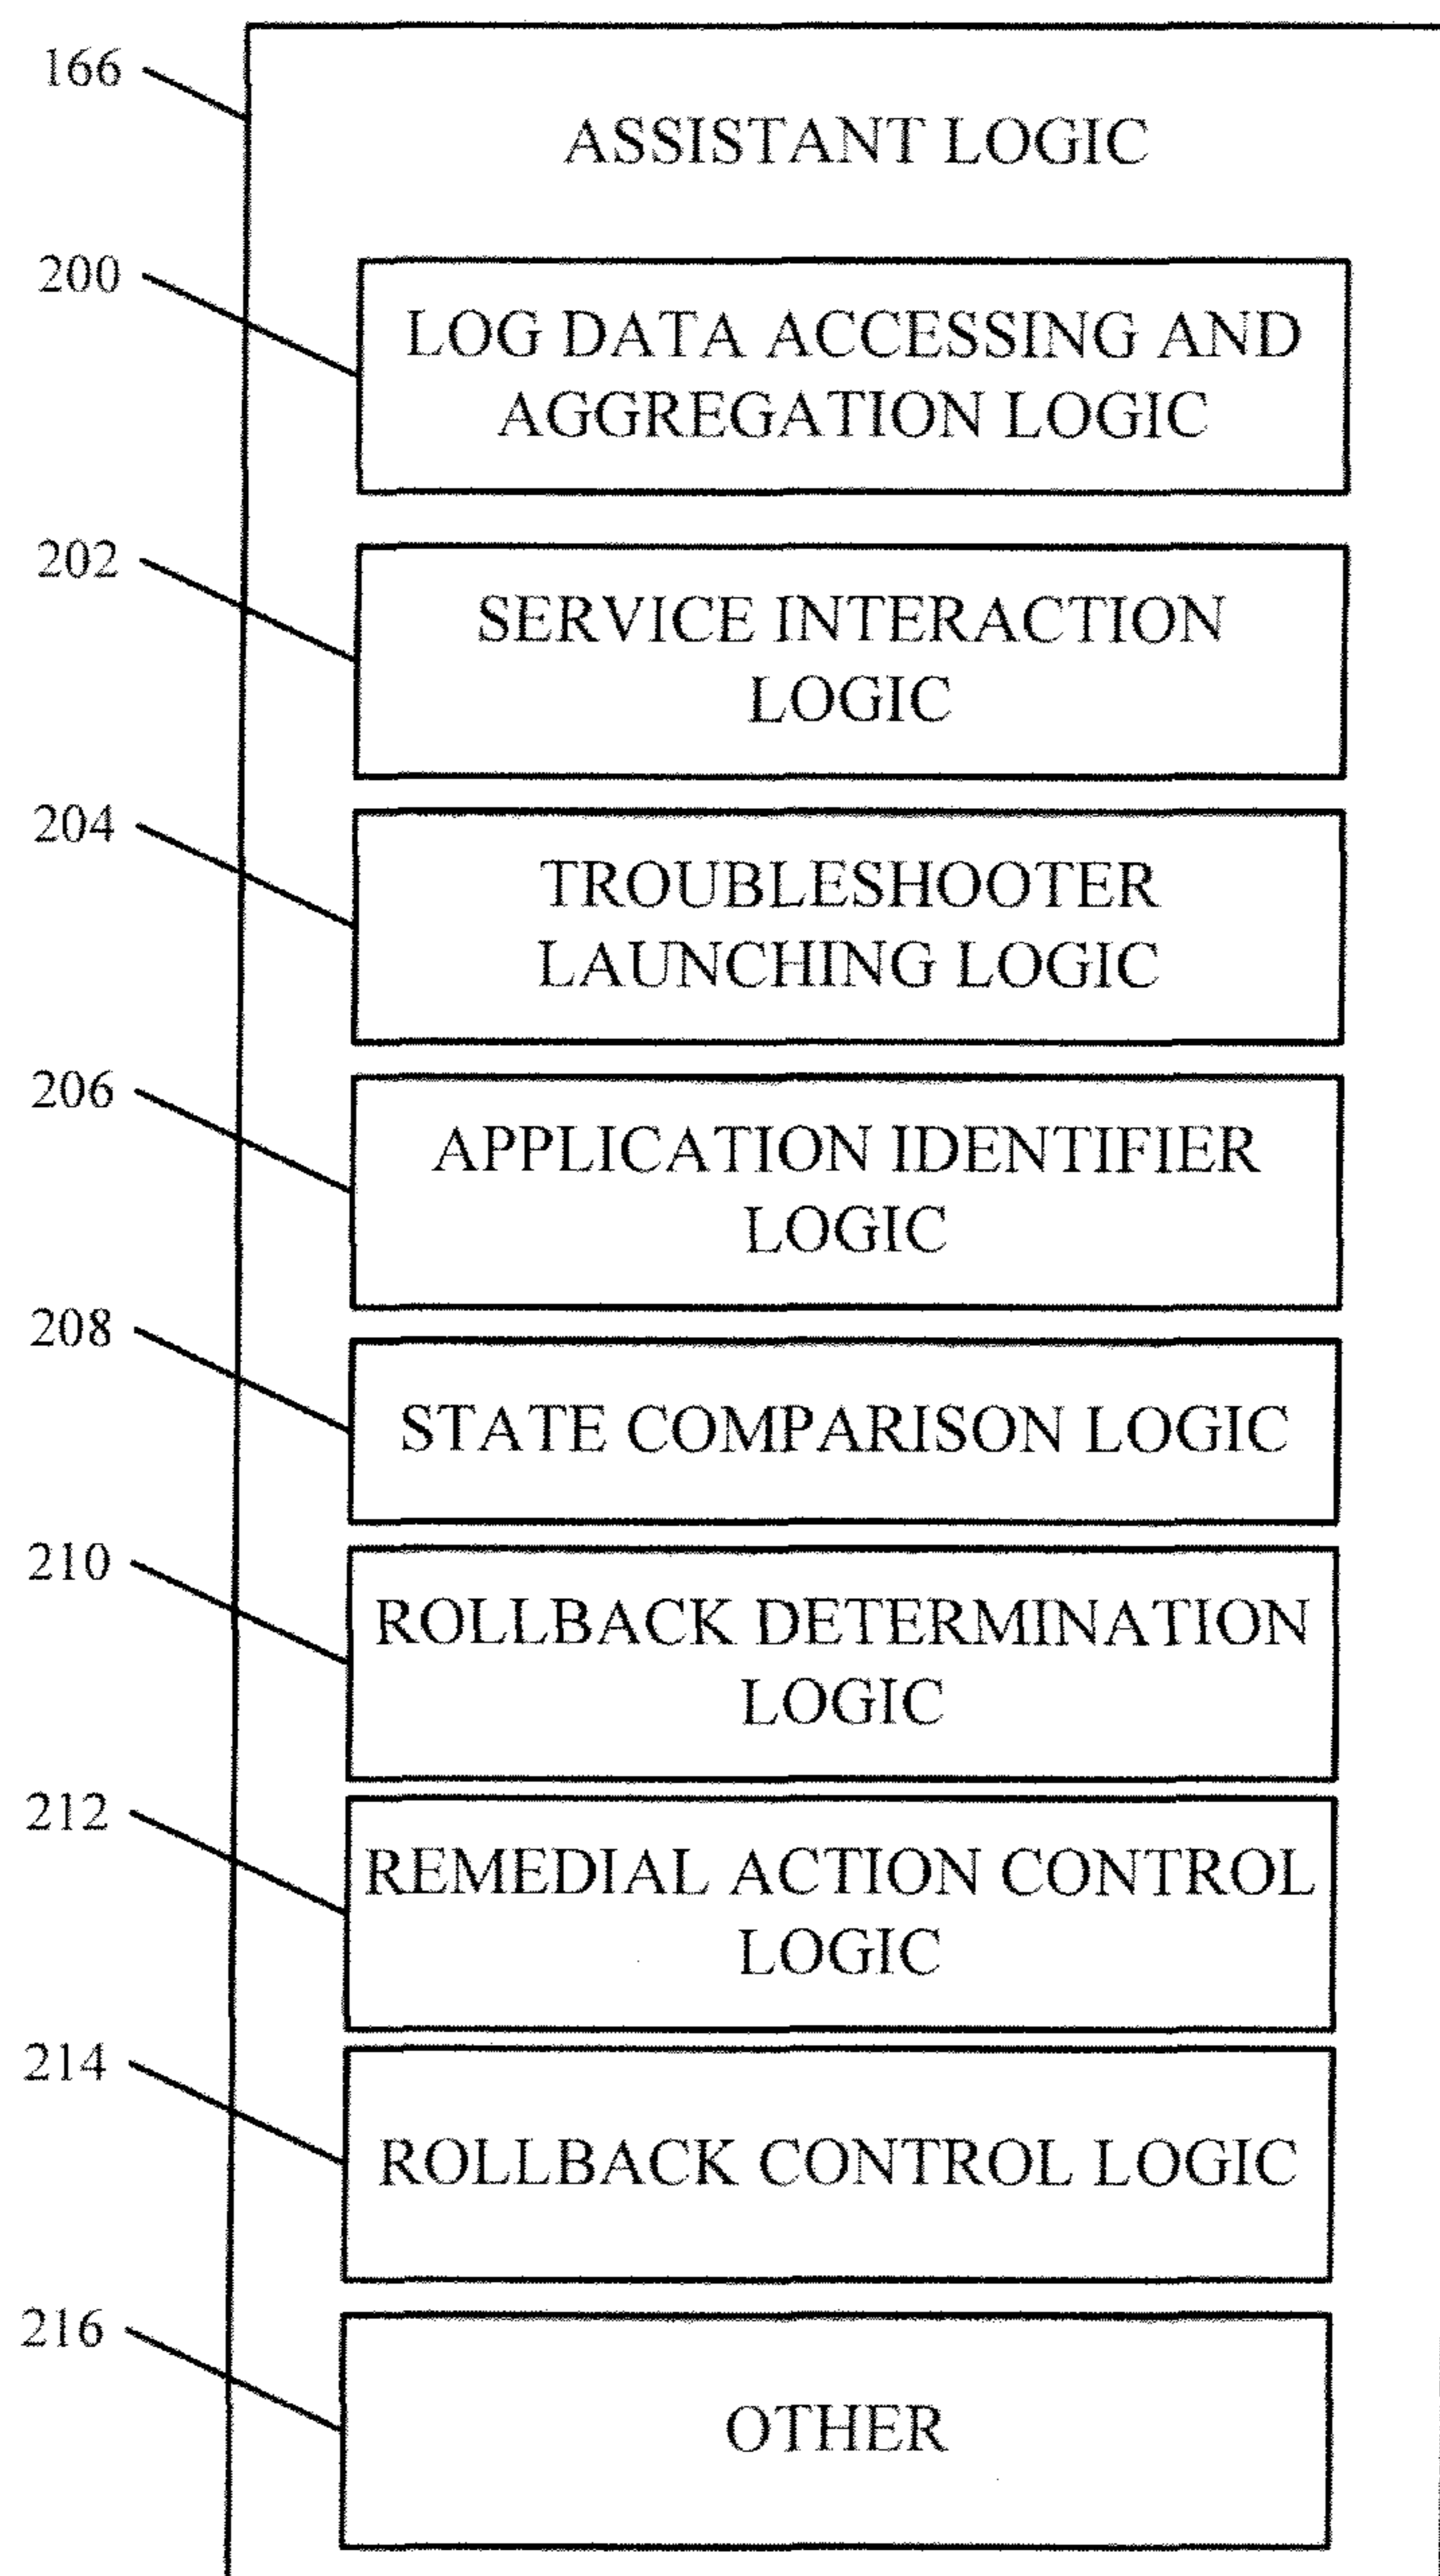 166
ASSISTANT LOGIC
200
LOG DATA ACCESSING AND
AGGREGATION LOGIC
202
SERVICE INTERACTION
LOGIC
204
TROUBLESHOOTER
LAUNCHING LOGIC
206
APPLICATION IDENTIFIER
LOGIC
208
STATE COMPARISON LOGIC
210
ROLLBACK DETERMINATION
LOGIC
212
REMEDIAL ACTION CONTROL
LOGIC
214
ROLLBACK CONTROL LOGIC
216
OTHER